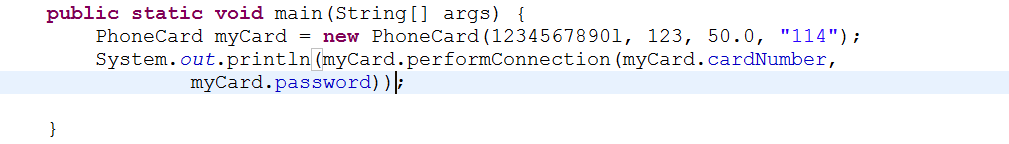 public static void main(String[] args) {
PhoneCard myCard = new PhoneCard(12345678901, 123, 50.0, "114");
System.out.println(myCard.performConnection(myCard.cardNumber,
myCard.password));
}